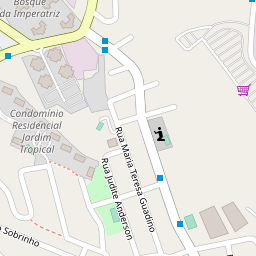 Bosque
da Imperatriz
Condomínio
Residencial
Jardim
Tropical
Rua Maria Teresa Guadino
Rua Judite Anderson
Sobrinho